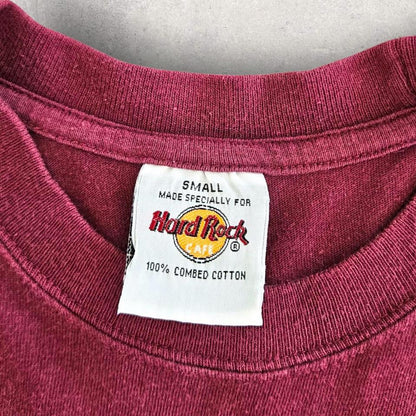 SMALL
MADE SPECIALLY FOR
Hard Rock
CAFE ®
100% COMBED COTTON